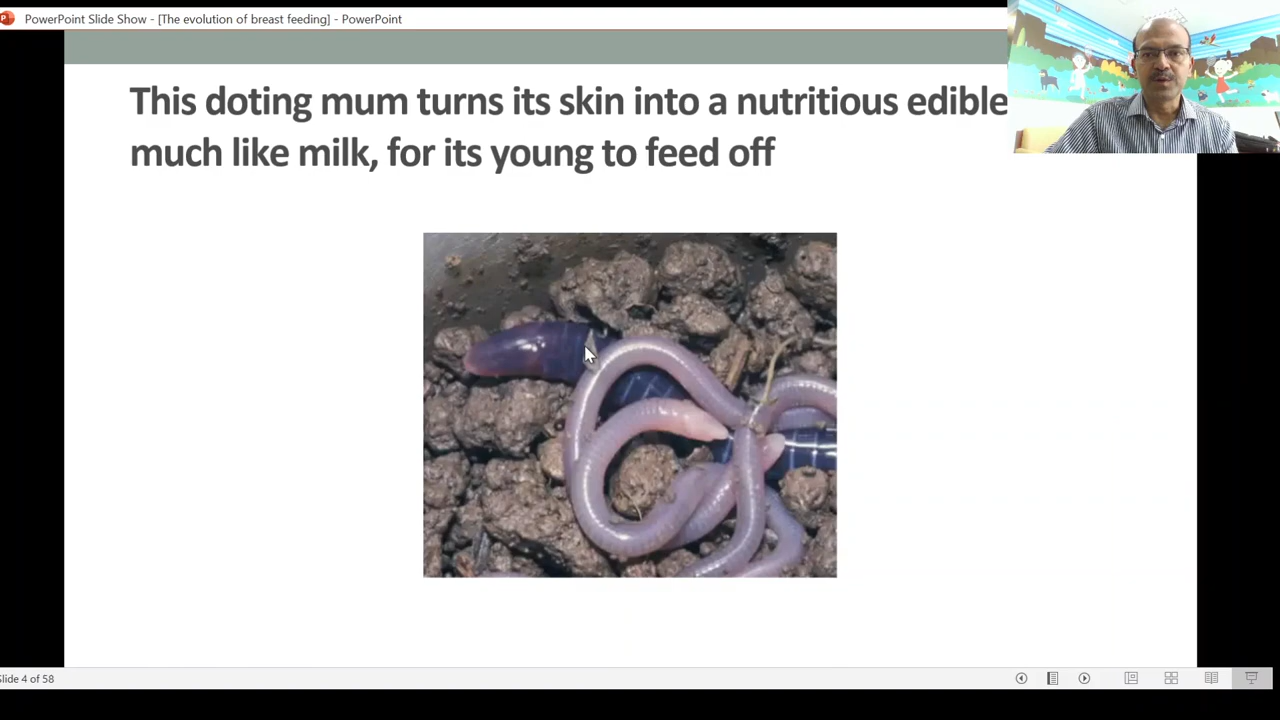 PowerPoint Slide Show - [The evolution of breast feeding] - PowerPoint
This doting mum turns its skin into a nutritious edible
much like milk, for its young to feed off
Slide 4 of 58